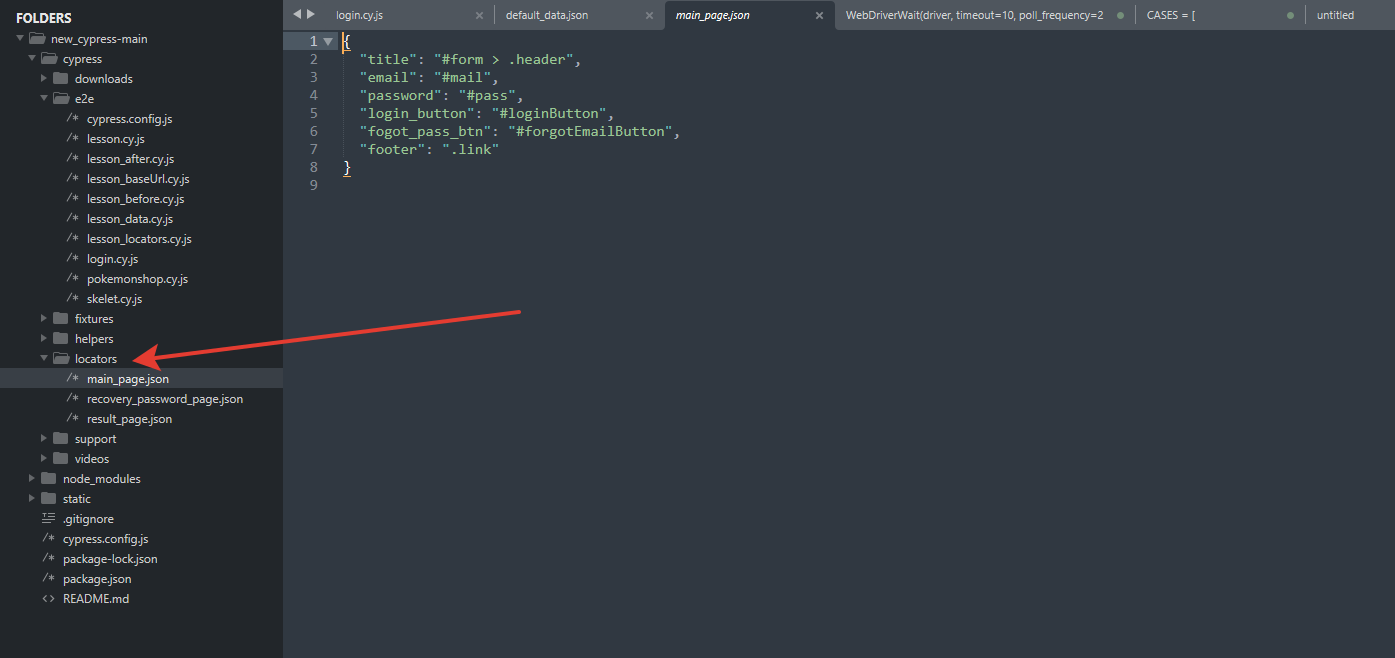 FOLDERS
new_cypress-main
cypress
downloads
e2e
/* cypress.config.js
/* lesson.cy.js
/* lesson_after.cy.js
/* lesson_baseUrl.cy.js
/* lesson_before.cy.js
/* lesson_data.cy.js
/* lesson_locators.cy.js
/* login.cy.js
/* pokemonshop.cy.js
/* skelet.cy.js
fixtures
helpers
locators
/* main_page.json
/* recovery_password_page.json
/* result_page.json
support
videos
node_modules
static
.gitignore
/* cypress.config.js
/* package-lock.json
/* package.json
<> README.md
login.cy.js × default_data.json × main_page.json × WebDriverWait(driver, timeout=10, poll_frequency=2 CASES = [ untitled
1 {
2 "title": "#form > .header",
3 "email": "#mail",
4 "password": "#pass",
5 "login_button": "#loginButton",
6 "fogot_pass_btn": "#forgotEmailButton",
7 "footer": ".link"
8 }
9